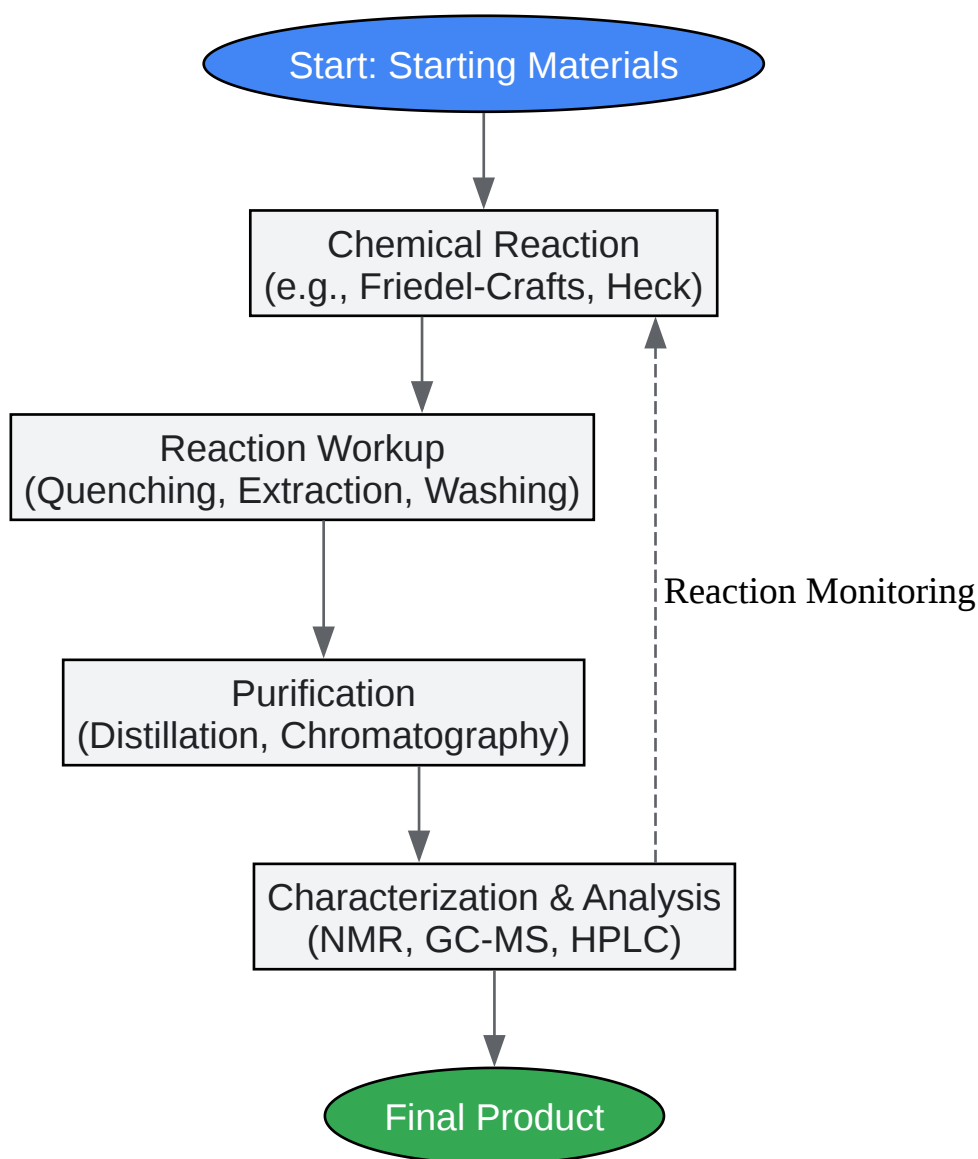 Start: Starting Materials
Chemical Reaction
(e.g., Friedel-Crafts, Heck)
Reaction Workup
(Quenching, Extraction, Washing)
Reaction Monitoring
Purification
(Distillation, Chromatography)
Characterization & Analysis
(NMR, GC-MS, HPLC)
Final Product